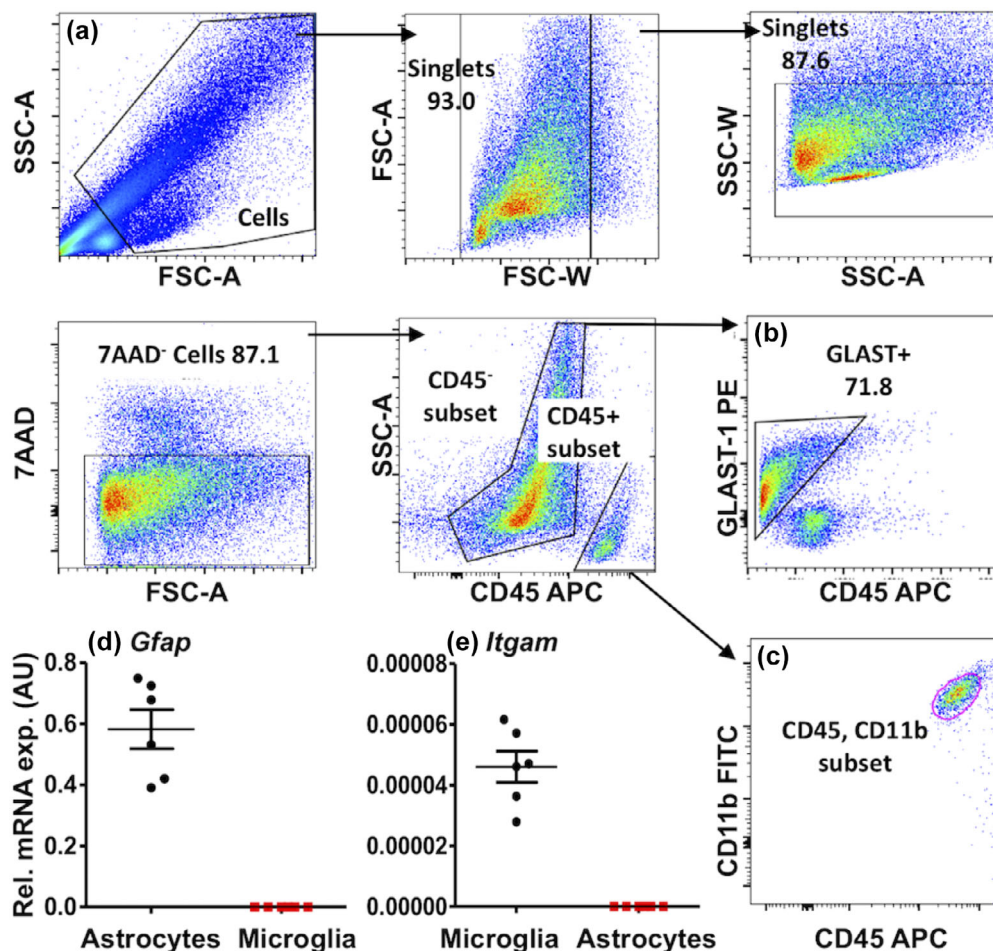 (a)
SSC-A
Cells
FSC-A
Singlets
93.0
FSC-A
FSC-W
Singlets
87.6
SSC-W
SSC-A
7AAD⁻ Cells 87.1
7AAD
FSC-A
CD45⁻
subset
CD45+
subset
SSC-A
CD45 APC
(b)
GLAST+
71.8
GLAST-1 PE
CD45 APC
(d) Gfap
Rel. mRNA exp. (AU)
0.8
0.6
0.4
0.2
0.0
Astrocytes Microglia
(e) Itgam
0.00008
0.00006
0.00004
0.00002
0.00000
Microglia Astrocytes
(c)
CD45, CD11b
subset
CD11b FITC
CD45 APC